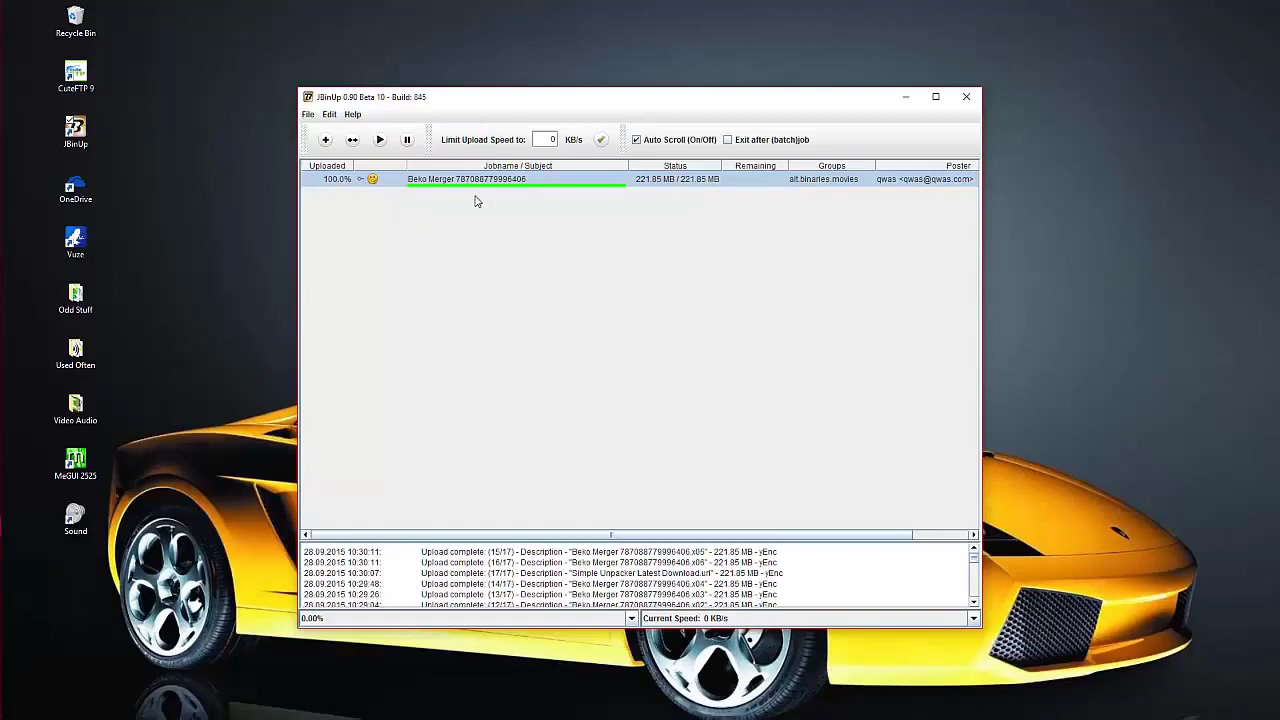 Recycle Bin
CuteFTP 9
JBinUp
OneDrive
Vuze
Odd Stuff
Used Often
Video Audio
MeGUI 2525
Sound
JBinUp 0.90 Beta 10 - Build: 845
File Edit Help
Limit Upload Speed to: 0 KB/s Auto Scroll (On/Off) Exit after (batch)job
Uploaded Jobname / Subject Status Remaining Groups Poster
100.0% Beko Merger 787088779996406 221.85 MB / 221.85 MB alt.binaries.movies qwas <qwas@qwas.com>
28.09.2015 10:30:11: Upload complete: (15/17) - Description - "Beko Merger 787088779996406.x05" - 221.85 MB - yEnc
28.09.2015 10:30:11: Upload complete: (16/17) - Description - "Beko Merger 787088779996406.x06" - 221.85 MB - yEnc
28.09.2015 10:30:07: Upload complete: (17/17) - Description - "Simple Unpacker Latest Download.url" - 221.85 MB - yEnc
28.09.2015 10:29:48: Upload complete: (14/17) - Description - "Beko Merger 787088779996406.x04" - 221.85 MB - yEnc
28.09.2015 10:29:26: Upload complete: (13/17) - Description - "Beko Merger 787088779996406.x03" - 221.85 MB - yEnc
28.09.2015 10:29:04: Upload complete: (12/17) - Description - "Beko Merger 787088779996406.x02" - 221.85 MB - yEnc
0.00% Current Speed: 0 KB/s